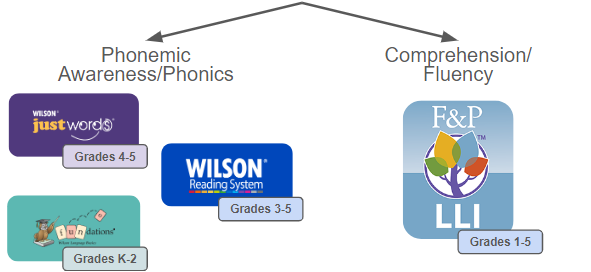 Phonemic
Awareness/Phonics
Comprehension/
Fluency
WILSON®
just words®
Grades 4-5
WILSON®
Reading System
Grades 3-5
fundations®
Wilson Language Basics
Grades K-2
F&P
TM
LLI
Grades 1-5